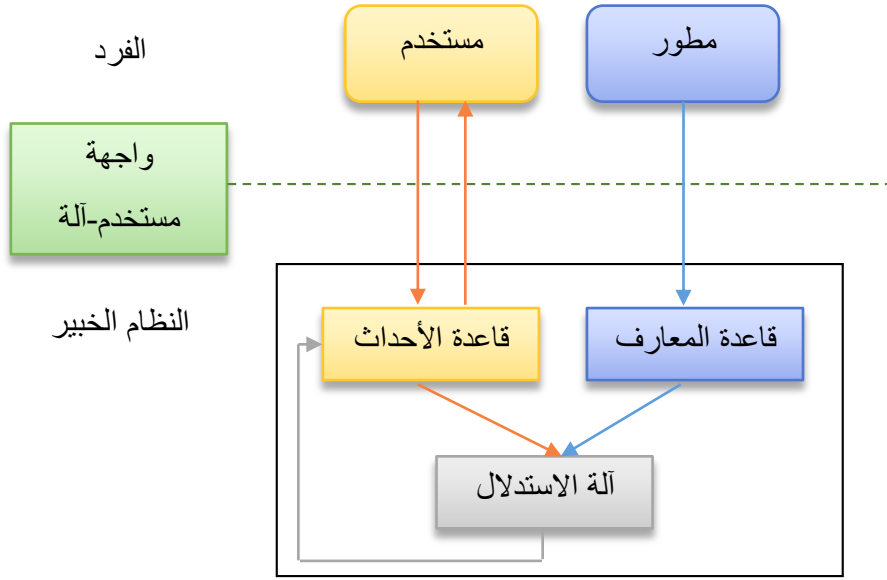 مطور
مستخدم
الفرد
واجهة
مستخدم-آلة
النظام الخبير
قاعدة المعارف
قاعدة الأحداث
آلة الاستدلال